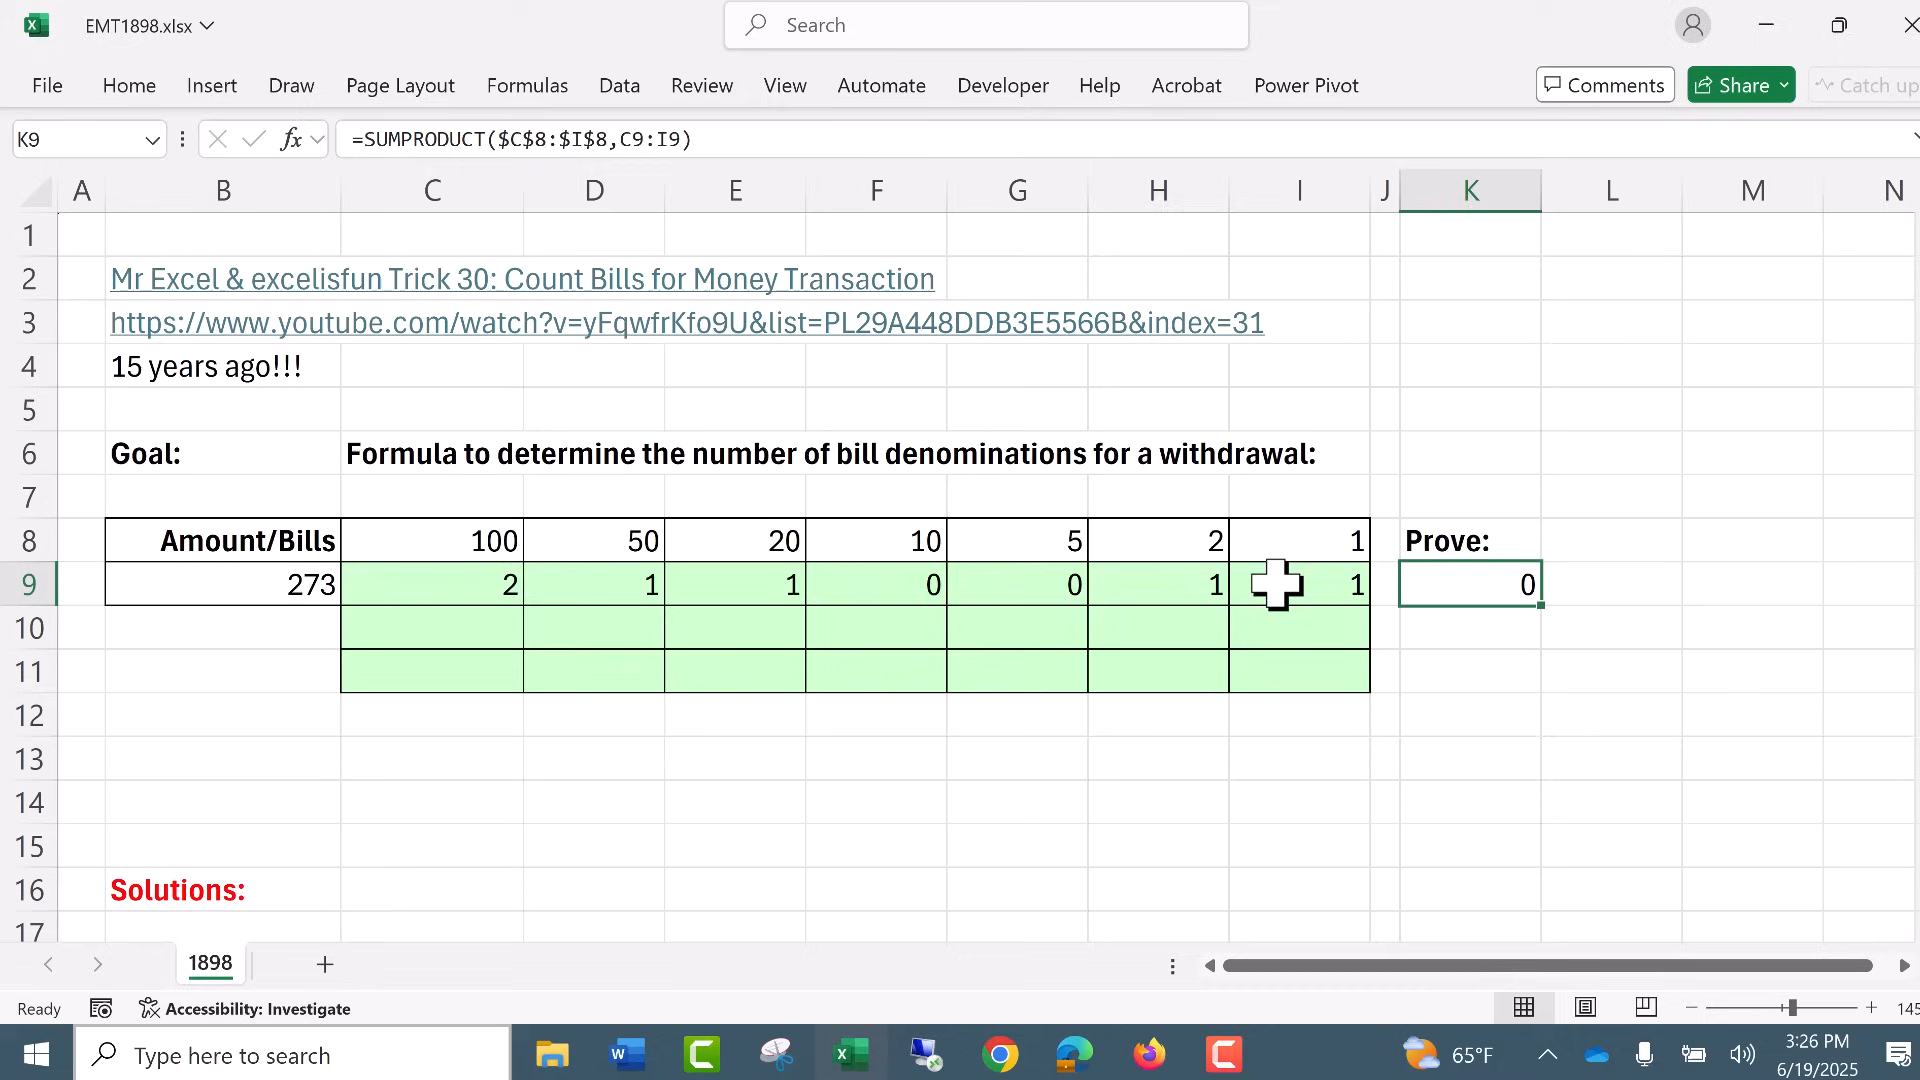 EMT1898.xlsx
Search
File Home Insert Draw Page Layout Formulas Data Review View Automate Developer Help Acrobat Power Pivot Comments Share Catch up
K9 fx =SUMPRODUCT($C$8:$I$8,C9:I9)
A B C D E F G H I J K L M N
1
2 Mr Excel & excelisfun Trick 30: Count Bills for Money Transaction
3 https://www.youtube.com/watch?v=yFqwfrKfo9U&list=PL29A448DDB3E5566B&index=31
4 15 years ago!!!
5
6 Goal: Formula to determine the number of bill denominations for a withdrawal:
7
8 Amount/Bills 100 50 20 10 5 2 1 Prove:
9 273 2 1 1 0 0 1 1 0
10
11
12
13
14
15
16 Solutions:
17
1898
Ready Accessibility: Investigate 145
Type here to search 65°F 3:26 PM
6/19/2025